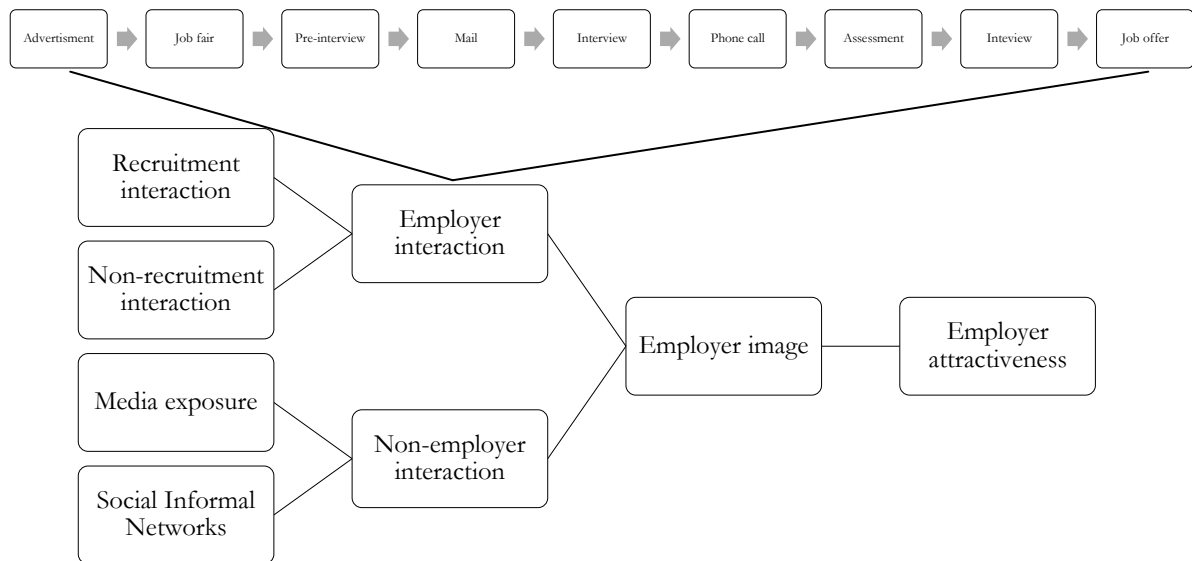 Advertisment
Job fair
Pre-interview
Mail
Interview
Phone call
Assessment
Inteview
Job offer
Recruitment
interaction
Non-recruitment
interaction
Media exposure
Social Informal
Networks
Employer
interaction
Non-employer
interaction
Employer image
Employer
attractiveness